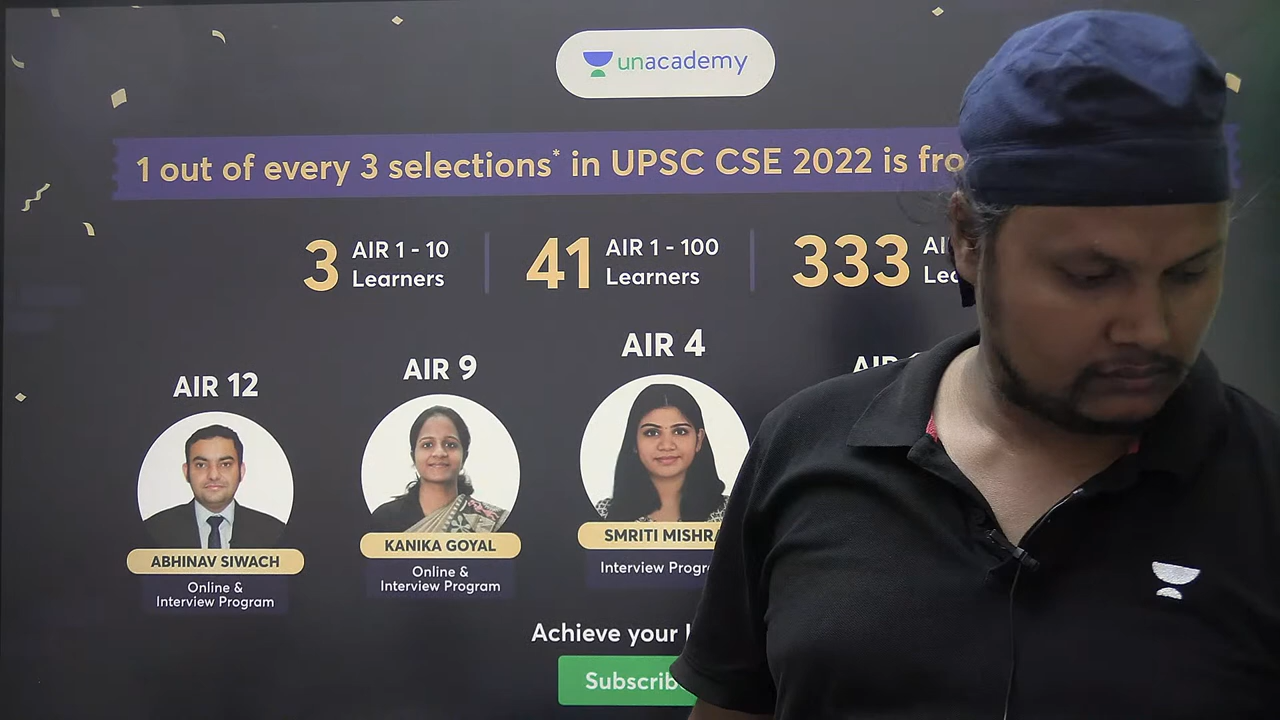 unacademy
1 out of every 3 selections* in UPSC CSE 2022 is
3 AIR 1 - 10
Learners
41 AIR 1 - 100
Learners
333
AIR 12
AIR 9
AIR 4
AIR
ABHINAV SIWACH
Online &
Interview Program
KANIKA GOYAL
Online &
Interview Program
SMRITI MISHRA
Interview
Achieve your
Subscrib